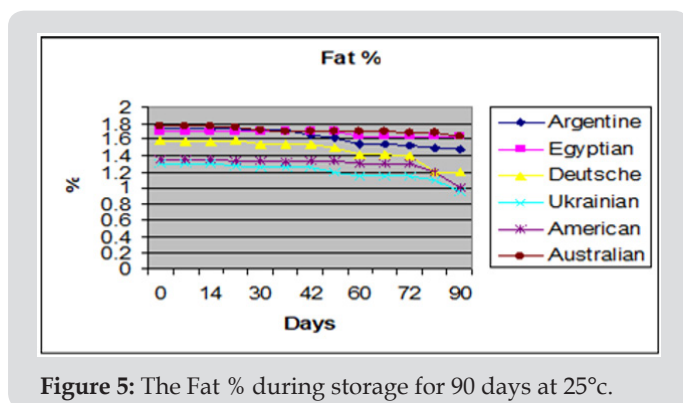 Fat %
2
1.8
1.6
1.4
1.2
1
0.8
0.6
0.4
0.2
0
%
0 14 30 42 60 72 90
Days
Argentine
Egyptian
Deutsche
Ukrainian
American
Australian
Figure 5: The Fat % during storage for 90 days at 25°c.